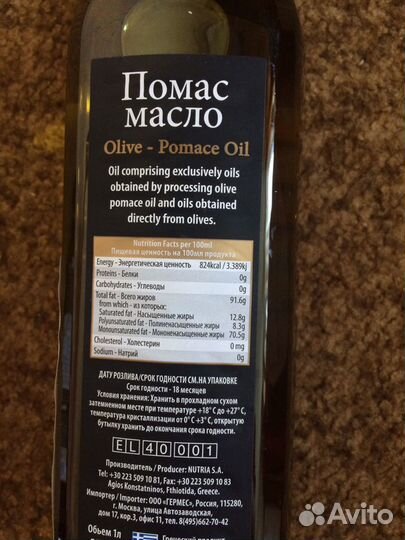 Помас
масло
Olive - Pomace Oil
Oil comprising exclusively oils
obtained by processing olive
pomace oil and oils obtained
directly from olives.
Nutrition Facts per 100ml
Пищевая ценность на 100мл продукта
Energy - Энергетическая ценность 824kcal / 3.389kj
Proteins - Белки 0g
Carbohydrates - Углеводы 0g
Total fat - Всего жиров 91.6g
from which - из которых:
Saturated fat - Насыщенные жиры 12.8g
Polyunsaturated fat - Полиненасыщенные жиры 8.3g
Monounsaturated fat - Мононенасыщенные жиры 70.5g
Cholesterol - Холестерин 0 mg
Sodium - Натрий 0g
ДАТУ РОЗЛИВА/СРОК ГОДНОСТИ СМ.НА УПАКОВКЕ
Срок годности - 18 месяцев
Условия хранения: Хранить в прохладном сухом
затемненном месте при температуре +18° С до +27° С,
температура кристаллизации от 0° С +3° С, открытую
бутылку хранить до окончания срока годности.
EL 40 001
Производитель / Producer: NUTRIA S.A.
Tel: +30 223 509 10 81, Fax: +30 223 509 10 83,
Agios Konstatninos, Fthiotida, Greece.
Импортер / Importer: ООО "ГЕРМЕС", Россия, 115280,
г. Москва, улица Автозаводская,
дом 17, кор.3, офис 11, тел. 8(495)662-70-42
Объем 1л
Греческий продукт
Avito